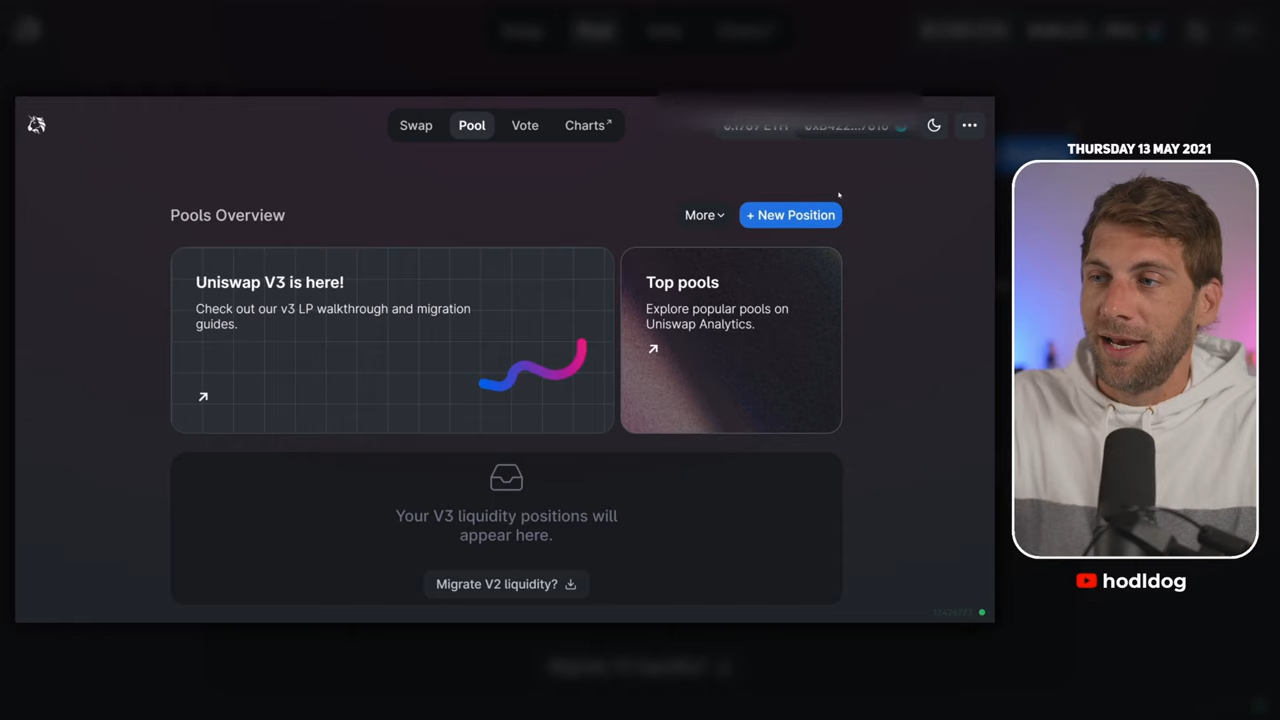 Swap
Pool
Vote
Charts
THURSDAY 13 MAY 2021
Pools Overview
More
+ New Position
Uniswap V3 is here!
Check out our v3 LP walkthrough and migration
guides.
Top pools
Explore popular pools on
Uniswap Analytics.
Your V3 liquidity positions will
appear here.
Migrate V2 liquidity?
hodldog